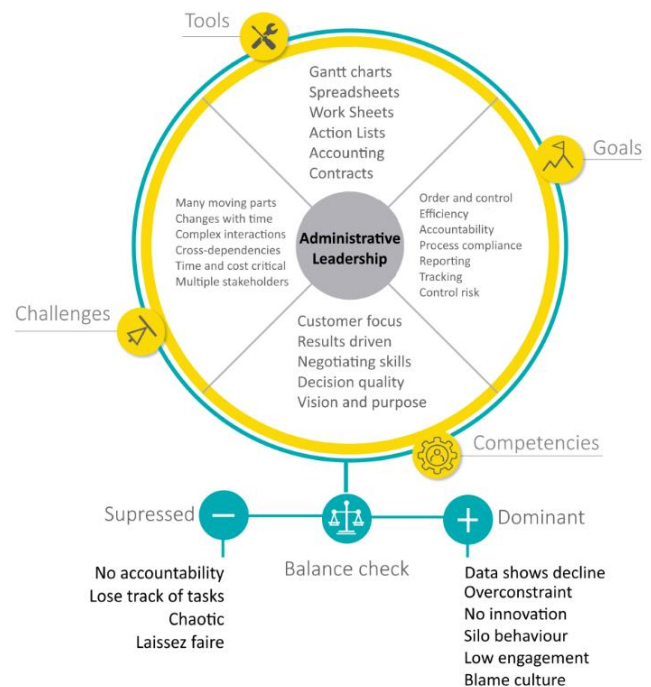 Tools
Gantt charts
Spreadsheets
Work Sheets
Action Lists
Accounting
Contracts
Goals
Order and control
Efficiency
Accountability
Process compliance
Reporting
Tracking
Control risk
Many moving parts
Changes with time
Complex interactions
Cross-dependencies
Time and cost critical
Multiple stakeholders
Administrative
Leadership
Challenges
Customer focus
Results driven
Negotiating skills
Decision quality
Vision and purpose
Competencies
Supressed
Balance check
Dominant
No accountability
Lose track of tasks
Chaotic
Laissez faire
Data shows decline
Overconstraint
No innovation
Silo behaviour
Low engagement
Blame culture